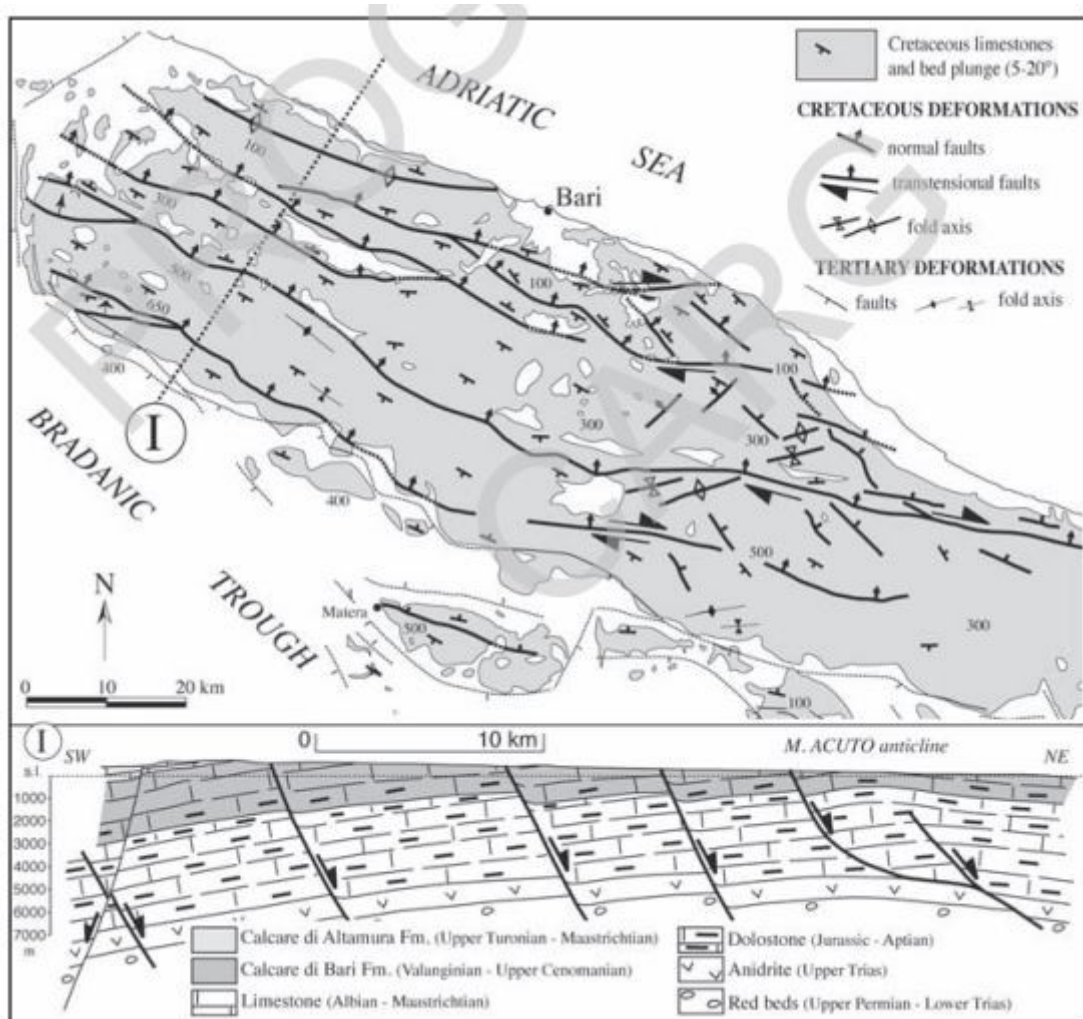 ADRIATIC
SEA
Bari
BRADANIC
TROUGH
Matera
I
N
0 10 20 km
100
300
500
650
400
400
100
300
300
100
500
300
500
100
Cretaceous limestones
and bed plunge (5-20°)
CRETACEOUS DEFORMATIONS
normal faults
transtensional faults
fold axis
TERTIARY DEFORMATIONS
faults
fold axis
I
SW
0 10 km
M. ACUTO anticline
NE
s.l.
1000
2000
3000
4000
5000
6000
7000
m
Calcare di Altamura Fm. (Upper Turonian - Maastrichtian)
Calcare di Bari Fm. (Valanginian - Upper Cenomanian)
Limestone (Albian - Maastrichtian)
Dolostone (Jurassic - Aptian)
Anidrite (Upper Trias)
Red beds (Upper Permian - Lower Trias)